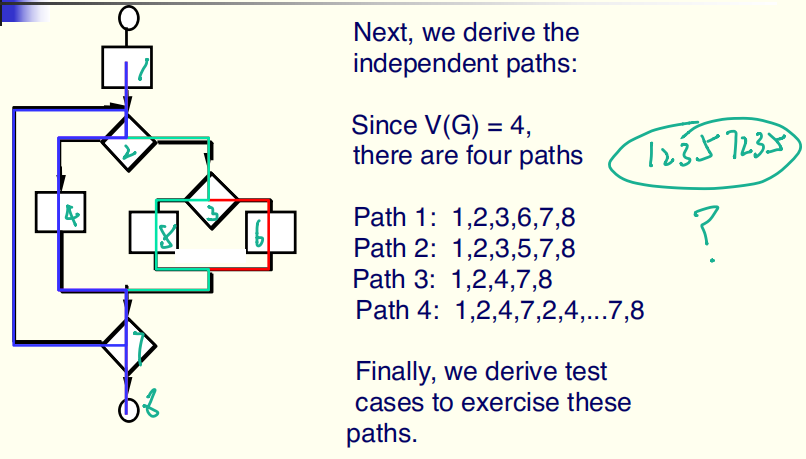 Next, we derive the
independent paths:
Since V(G) = 4,
there are four paths
12357235
?
Path 1: 1,2,3,6,7,8
Path 2: 1,2,3,5,7,8
Path 3: 1,2,4,7,8
Path 4: 1,2,4,7,2,4,...7,8
Finally, we derive test
cases to exercise these
paths.
1
2
3
4
5
6
7
8